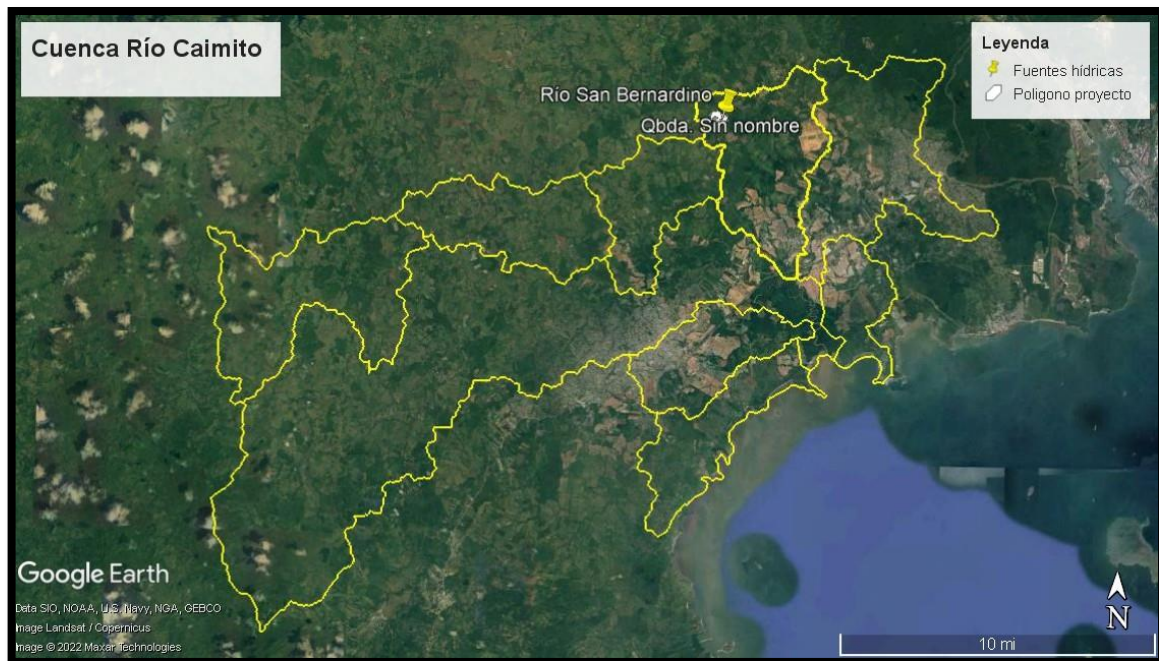 Cuenca Río Caimito
Leyenda
Fuentes hídricas
Poligono proyecto
Río San Bernardino
Qbda. Sin nombre
Google Earth
Data SIO, NOAA, U.S. Navy, NGA, GEBCO
Image Landsat / Copernicus
Image © 2022 Maxar Technologies
N
10 mi